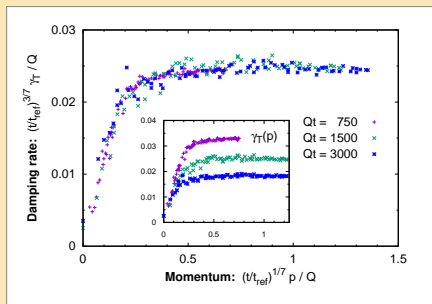 0.03
0.02
0.01
0
0 0.5 1 1.5
Damping rate: (t/t_ref)^3/7 γ_T / Q
Momentum: (t/t_ref)^1/7 p / Q
Qt = 750
Qt = 1500
Qt = 3000
γ_T(p)
0.04
0.03
0.02
0.01
0
0 0.5 1